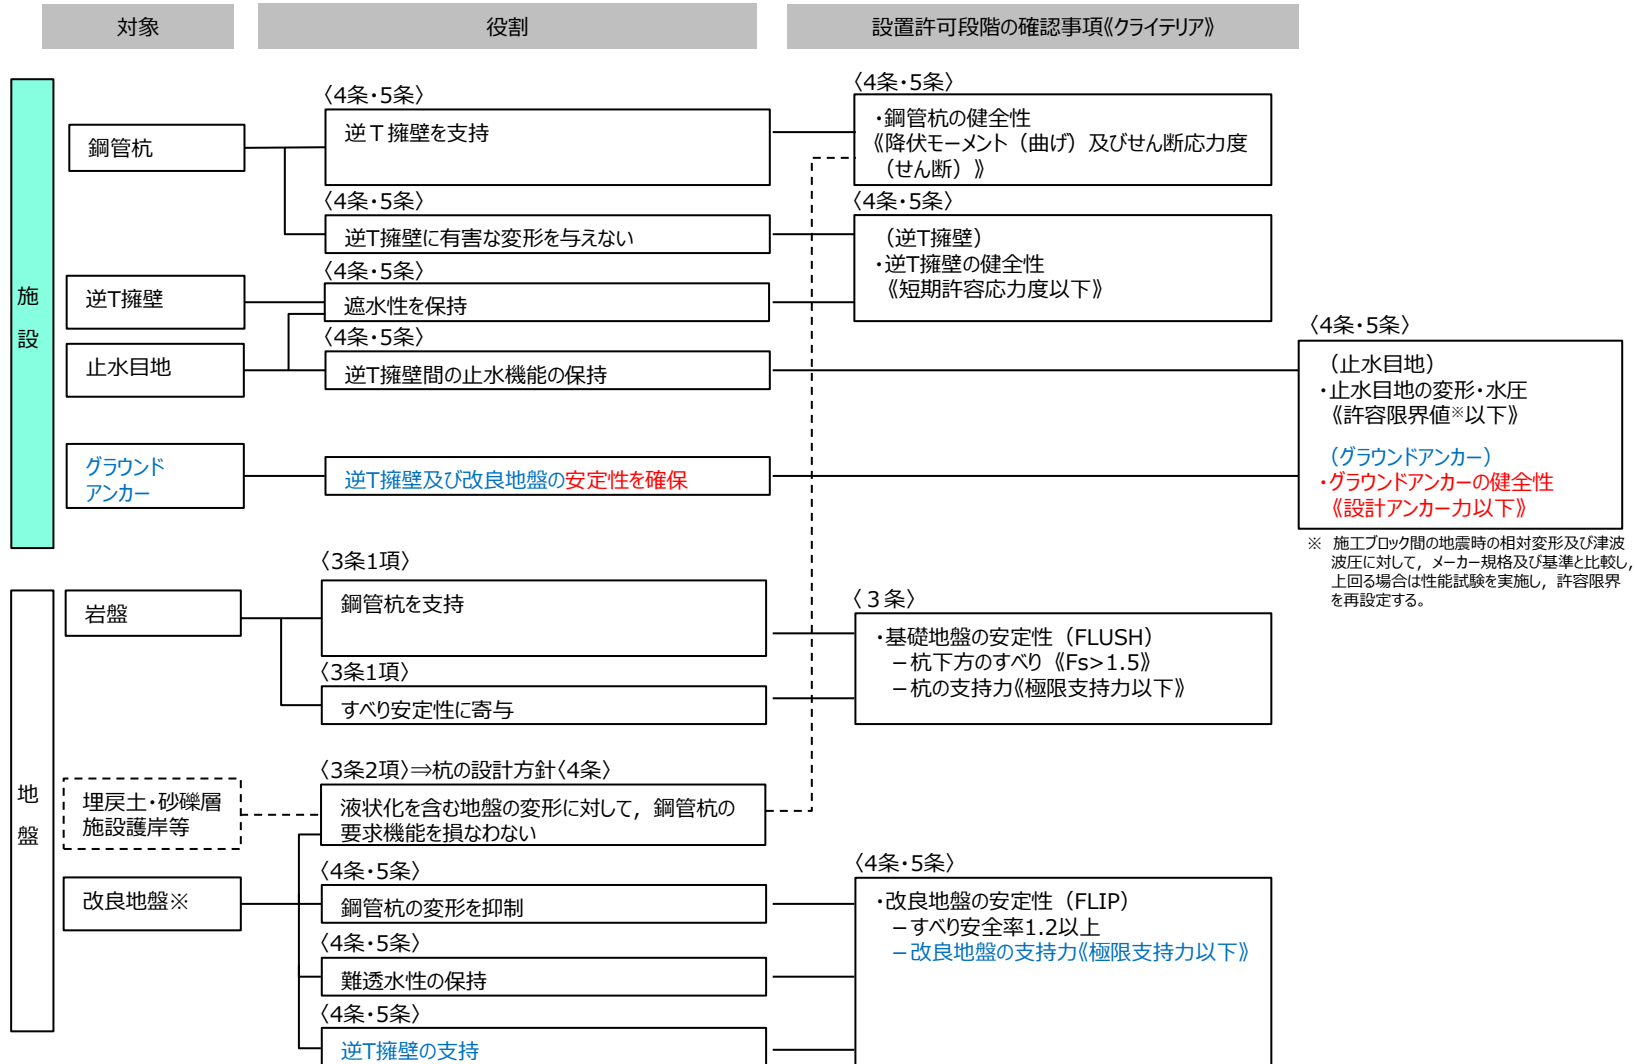 対象
役割
設置許可段階の確認事項《クライテリア》
施
設
鋼管杭
〈4条・5条〉
逆Ｔ擁壁を支持
〈4条・5条〉
・鋼管杭の健全性
《降伏モーメント（曲げ）及びせん断応力度
（せん断）》
〈4条・5条〉
逆T擁壁に有害な変形を与えない
〈4条・5条〉
（逆T擁壁）
・逆T擁壁の健全性
《短期許容応力度以下》
逆T擁壁
〈4条・5条〉
遮水性を保持
止水目地
〈4条・5条〉
逆T擁壁間の止水機能の保持
〈4条・5条〉
（止水目地）
・止水目地の変形・水圧
《許容限界値※以下》
（グラウンドアンカー）
・グラウンドアンカーの健全性
《設計アンカー力以下》
グラウンド
アンカー
逆T擁壁及び改良地盤の安定性を確保
※ 施工ブロック間の地震時の相対変形及び津波
波圧に対して，メーカー規格及び基準と比較し，
上回る場合は性能試験を実施し，許容限界
を再設定する。
地
盤
岩盤
〈3条1項〉
鋼管杭を支持
〈３条〉
・基礎地盤の安定性（FLUSH）
－杭下方のすべり《Fs>1.5》
－杭の支持力《極限支持力以下》
〈3条1項〉
すべり安定性に寄与
埋戻土・砂礫層
施設護岸等
〈3条2項〉⇒杭の設計方針〈4条〉
液状化を含む地盤の変形に対して，鋼管杭の
要求機能を損なわない
改良地盤※
〈4条・5条〉
鋼管杭の変形を抑制
〈4条・5条〉
・改良地盤の安定性（FLIP）
－すべり安全率1.2以上
－改良地盤の支持力《極限支持力以下》
〈4条・5条〉
難透水性の保持
〈4条・5条〉
逆T擁壁の支持